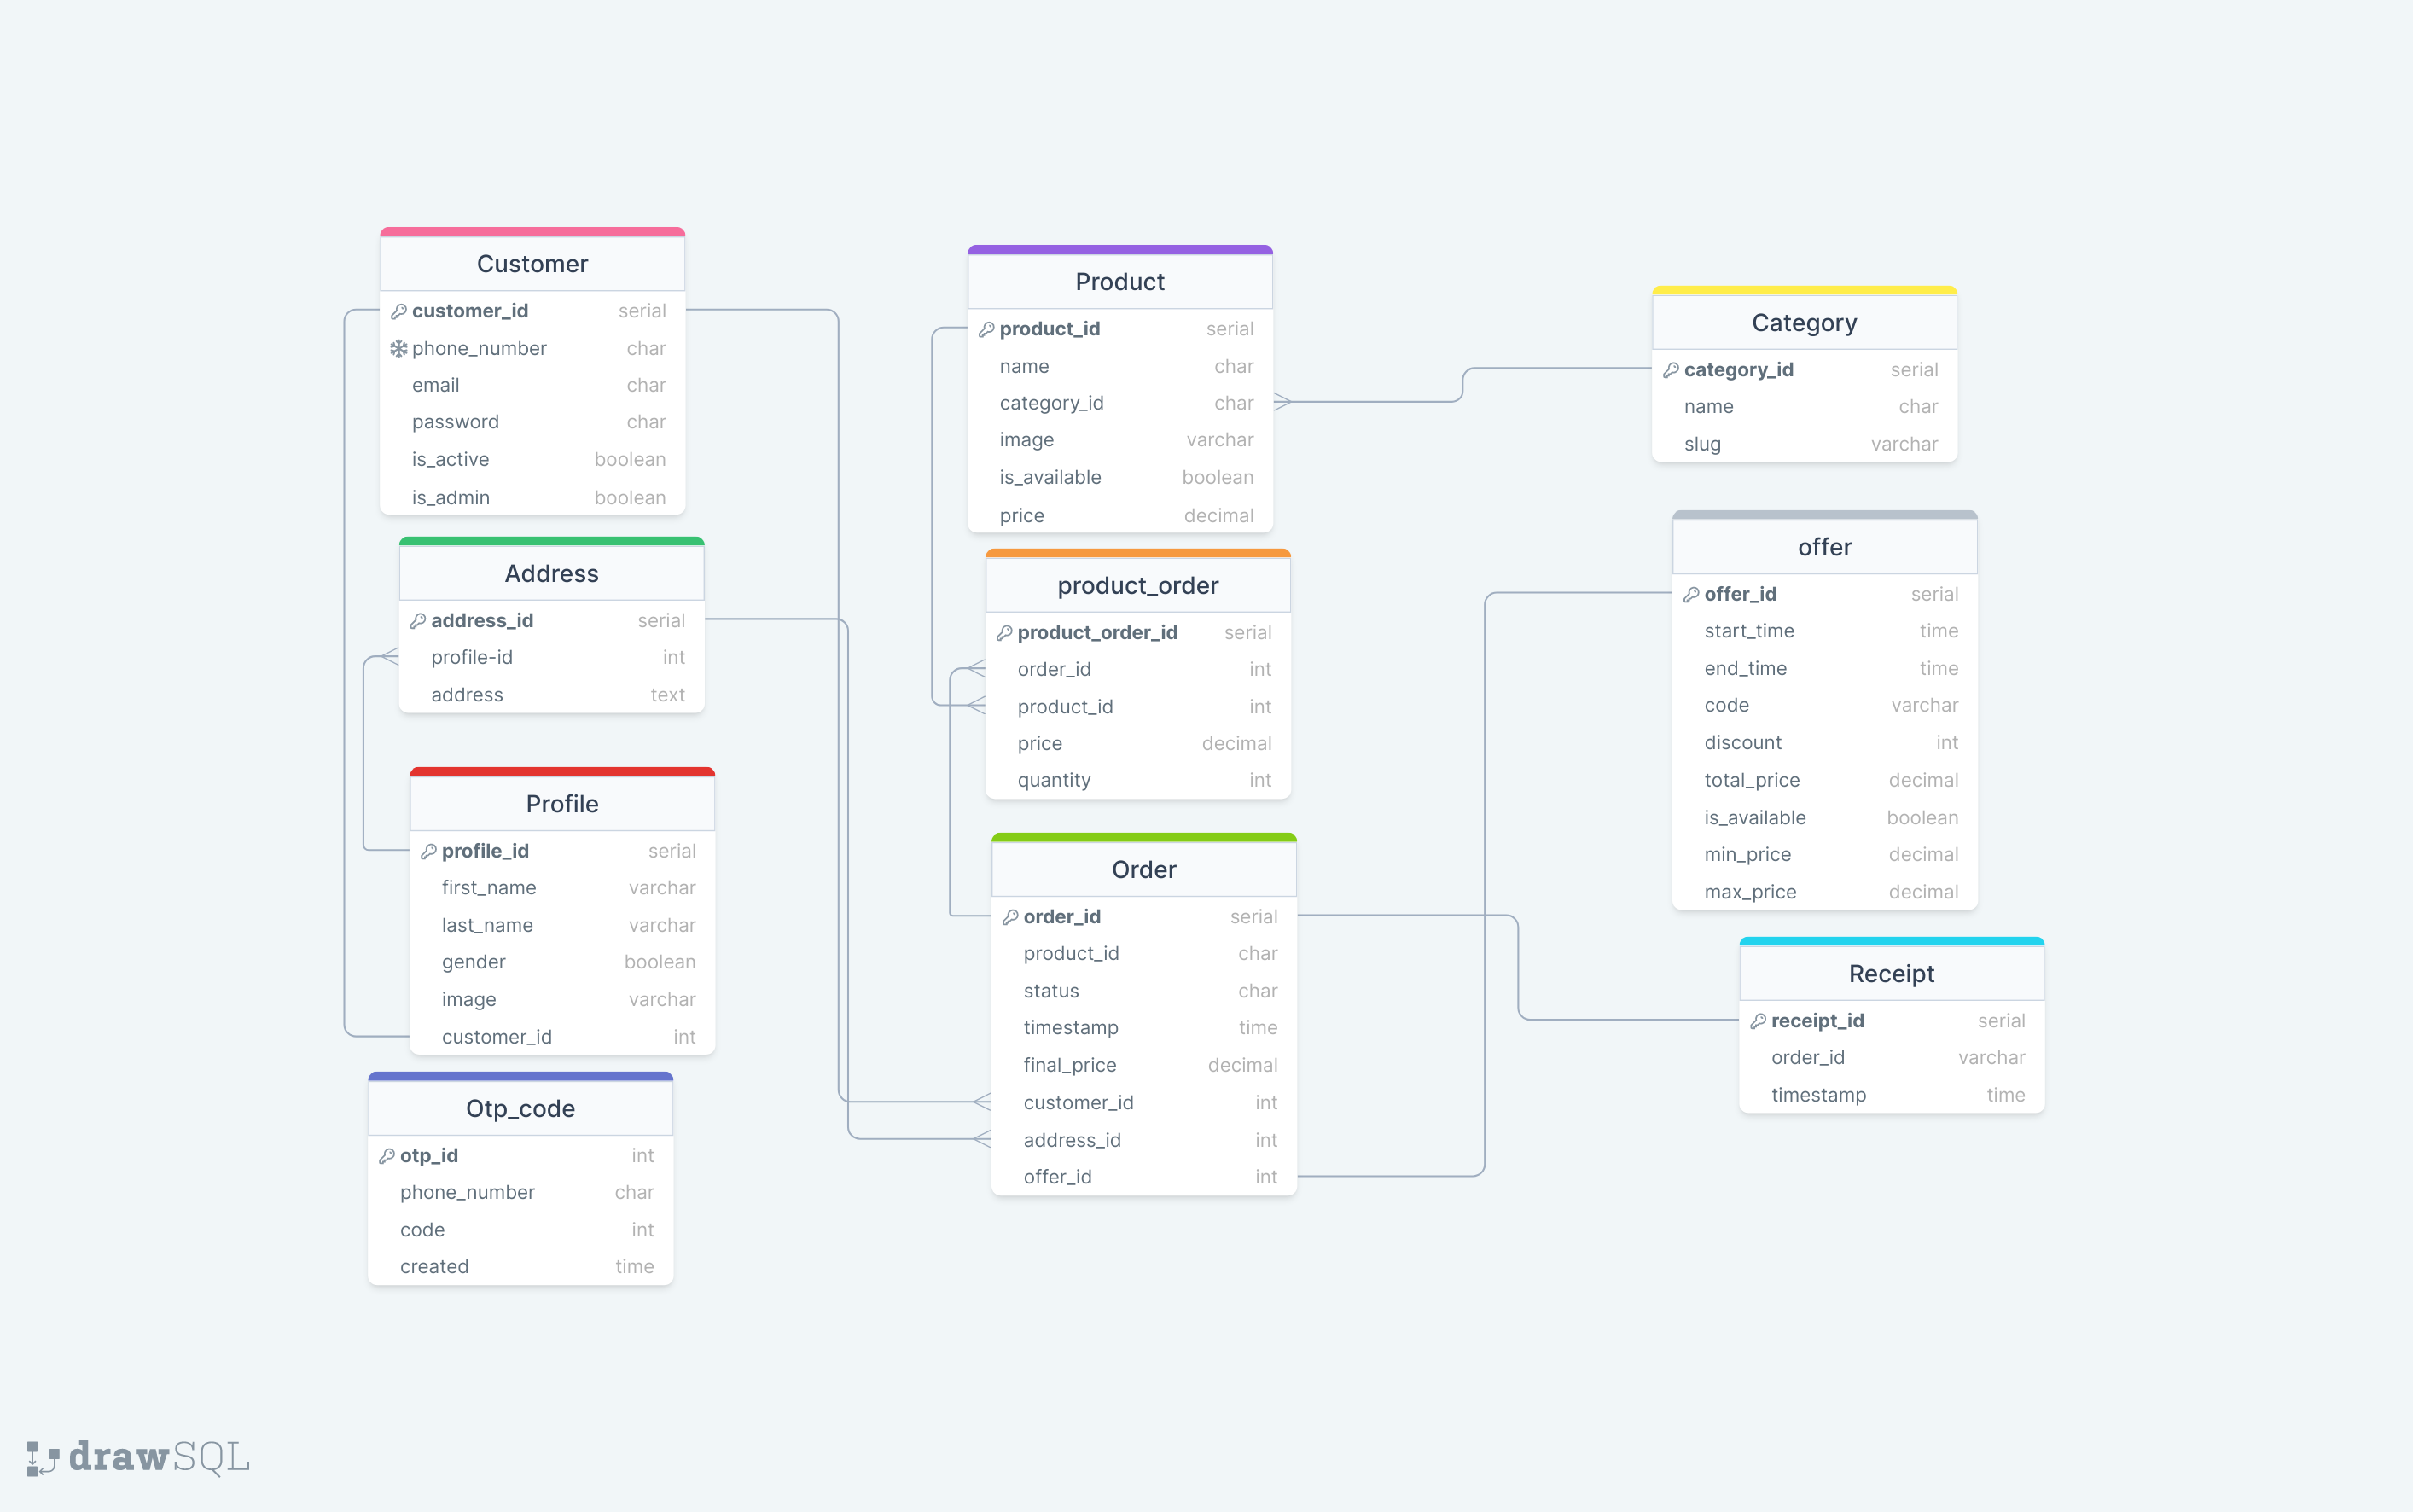 Customer
customer_id serial
phone_number char
email char
password char
is_active boolean
is_admin boolean
Address
address_id serial
profile-id int
address text
Profile
profile_id serial
first_name varchar
last_name varchar
gender boolean
image varchar
customer_id int
Otp_code
otp_id int
phone_number char
code int
created time
Product
product_id serial
name char
category_id char
image varchar
is_available boolean
price decimal
product_order
product_order_id serial
order_id int
product_id int
price decimal
quantity int
Order
order_id serial
product_id char
status char
timestamp time
final_price decimal
customer_id int
address_id int
offer_id int
Category
category_id serial
name char
slug varchar
offer
offer_id serial
start_time time
end_time time
code varchar
discount int
total_price decimal
is_available boolean
min_price decimal
max_price decimal
Receipt
receipt_id serial
order_id varchar
timestamp time
drawSQL